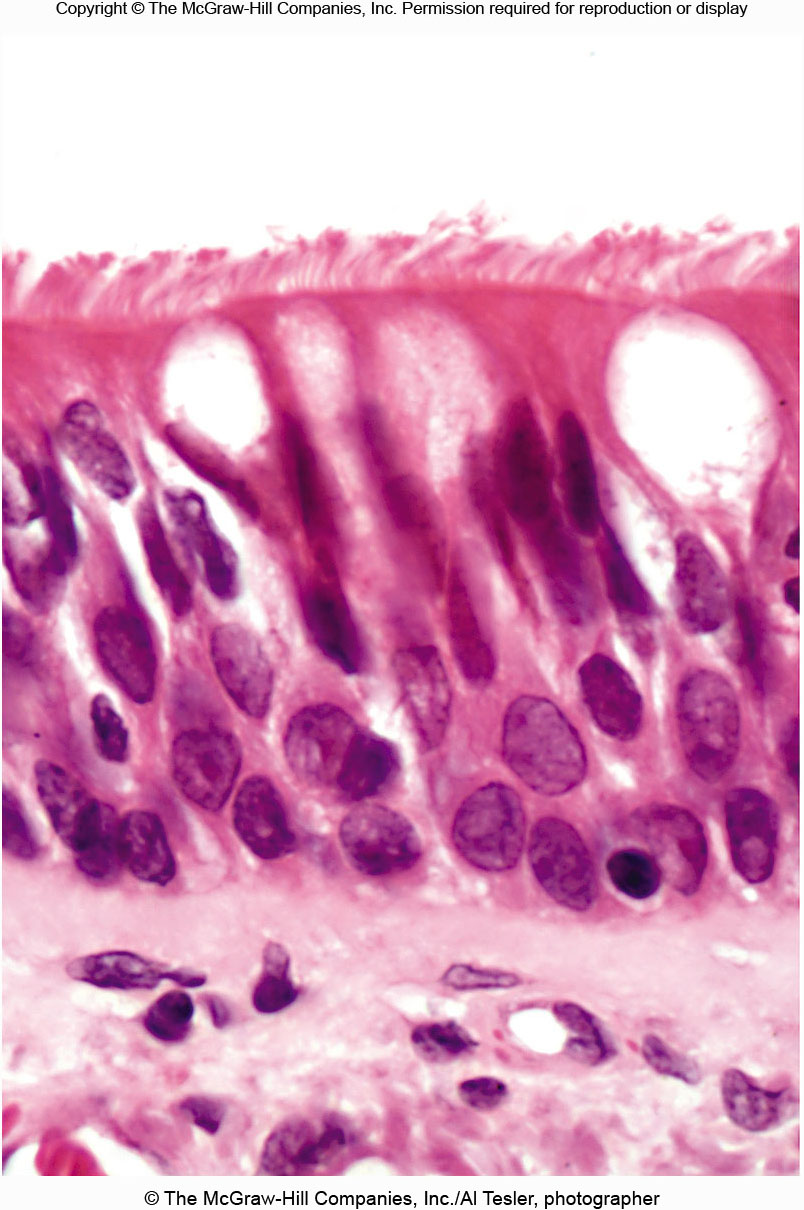 Copyright © The McGraw-Hill Companies, Inc. Permission required for reproduction or display
© The McGraw-Hill Companies, Inc./Al Tesler, photographer